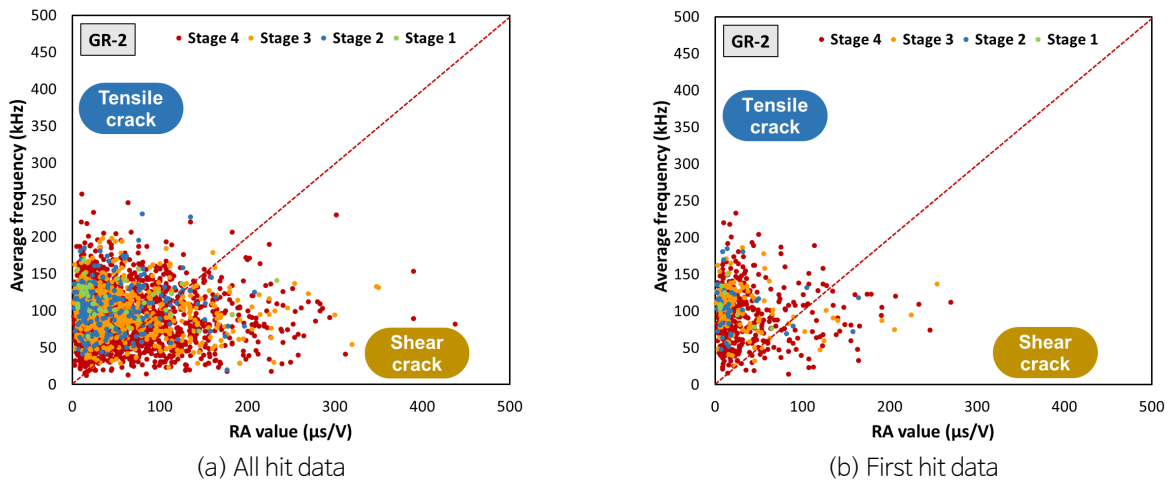 500
450
400
350
300
250
200
150
100
50
0
Average frequency (kHz)
GR-2
Stage 4 Stage 3 Stage 2 Stage 1
Tensile
crack
Shear
crack
0 100 200 300 400 500
RA value (µs/V)
(a) All hit data
500
450
400
350
300
250
200
150
100
50
0
Average frequency (kHz)
GR-2
Stage 4 Stage 3 Stage 2 Stage 1
Tensile
crack
Shear
crack
0 100 200 300 400 500
RA value (µs/V)
(b) First hit data